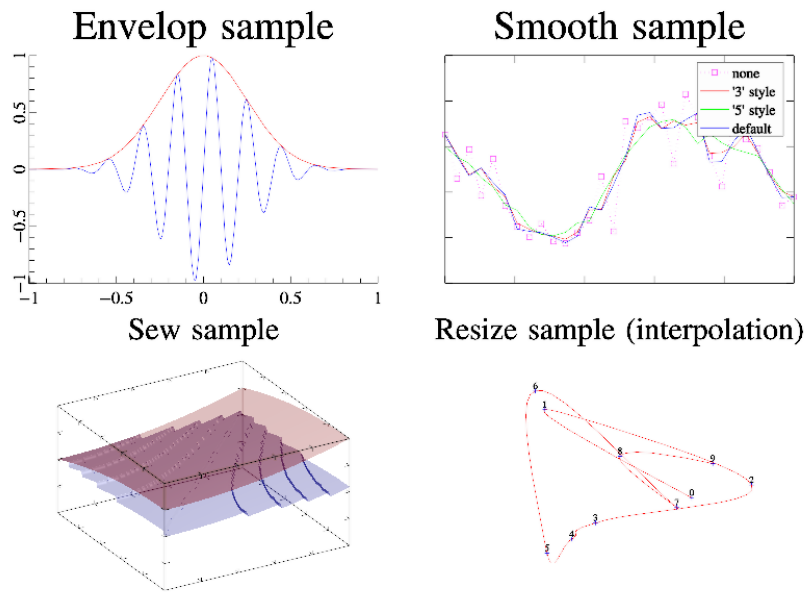 Envelop sample
Smooth sample
1
0.5
0
−0.5
−1
−1 −0.5 0 0.5 1
none
'3' style
'5' style
default
Sew sample
Resize sample (interpolation)
6
1
8
9
2
0
7
3
4
5